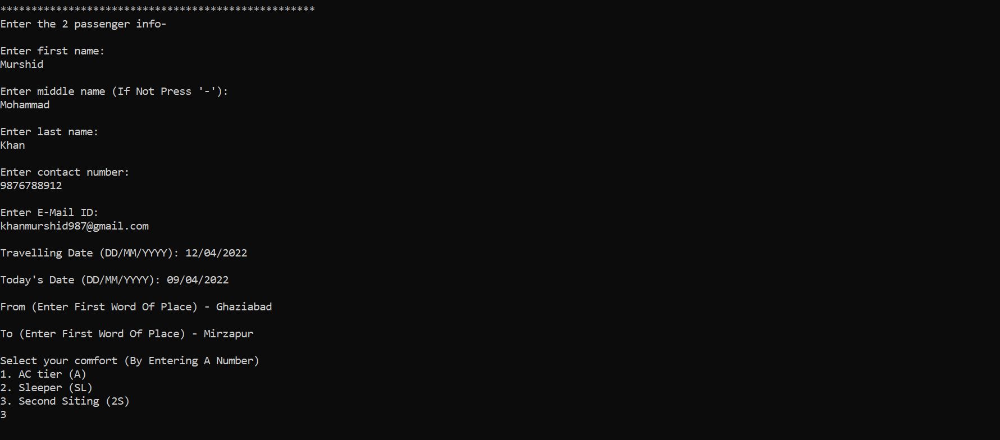 ***************************************************
Enter the 2 passenger info-
Enter first name:
Murshid
Enter middle name (If Not Press '-'):
Mohammad
Enter last name:
Khan
Enter contact number:
9876788912
Enter E-Mail ID:
khanmurshid987@gmail.com
Travelling Date (DD/MM/YYYY): 12/04/2022
Today's Date (DD/MM/YYYY): 09/04/2022
From (Enter First Word Of Place) - Ghaziabad
To (Enter First Word Of Place) - Mirzapur
Select your comfort (By Entering A Number)
1. AC tier (A)
2. Sleeper (SL)
3. Second Siting (2S)
3